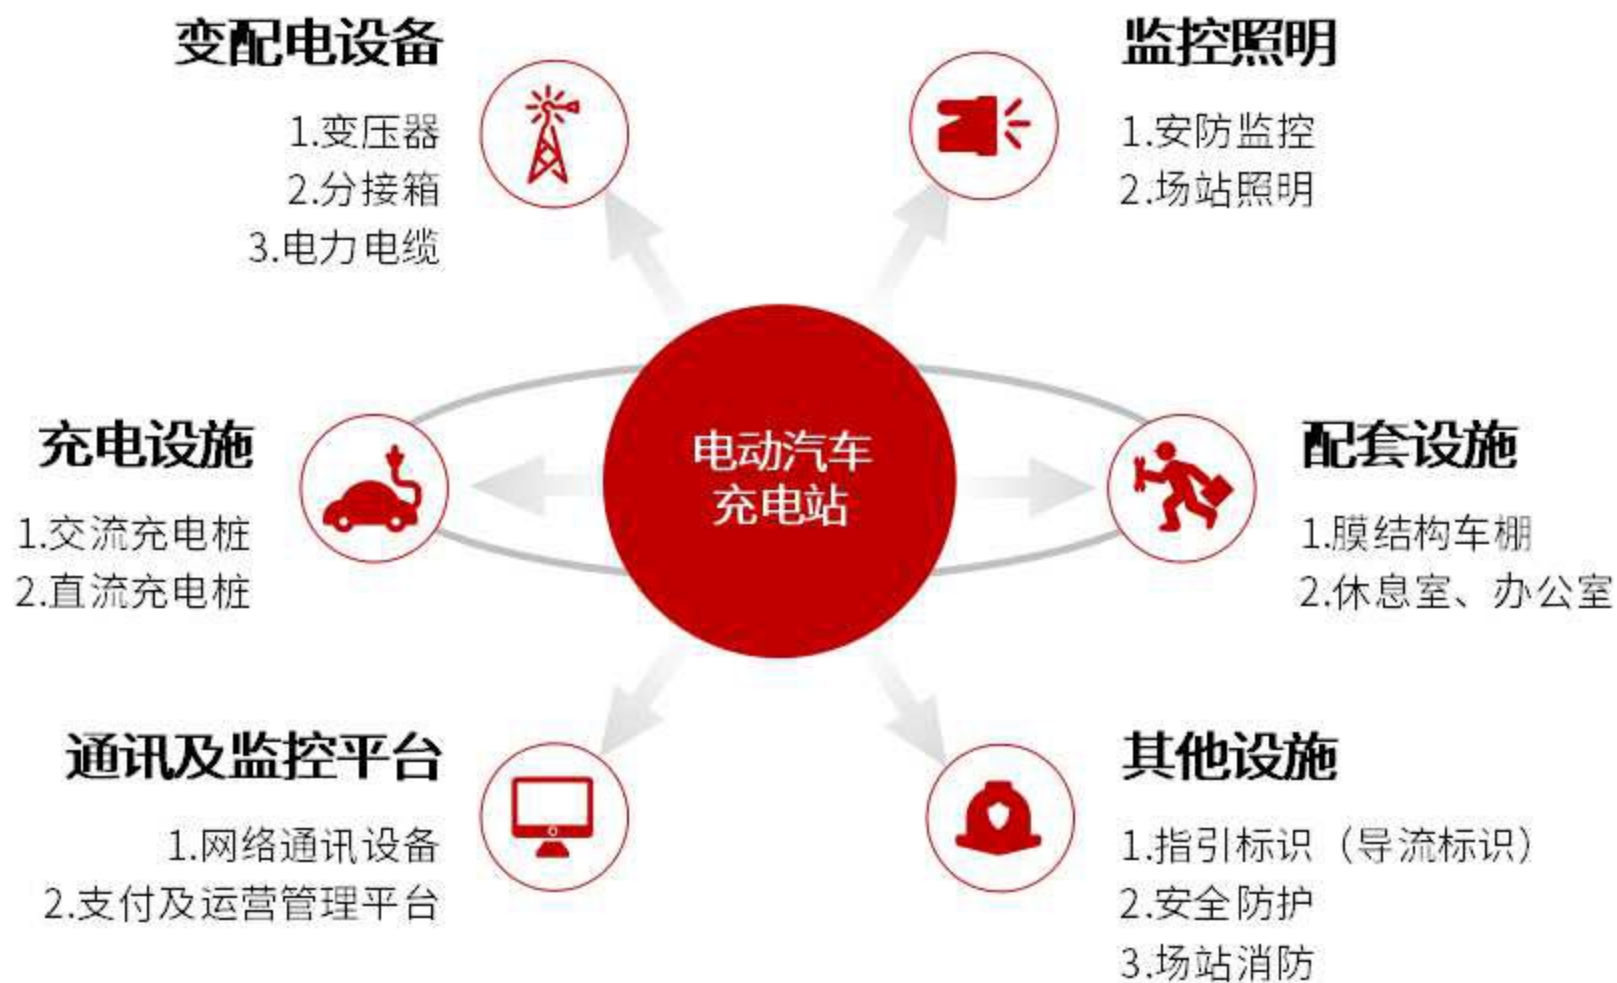 变配电设备
1.变压器
2.分接箱
3.电力电缆
监控照明
1.安防监控
2.场站照明
充电设施
1.交流充电桩
2.直流充电桩
电动汽车
充电站
配套设施
1.膜结构车棚
2.休息室、办公室
通讯及监控平台
1.网络通讯设备
2.支付及运营管理平台
其他设施
1.指引标识（导流标识）
2.安全防护
3.场站消防